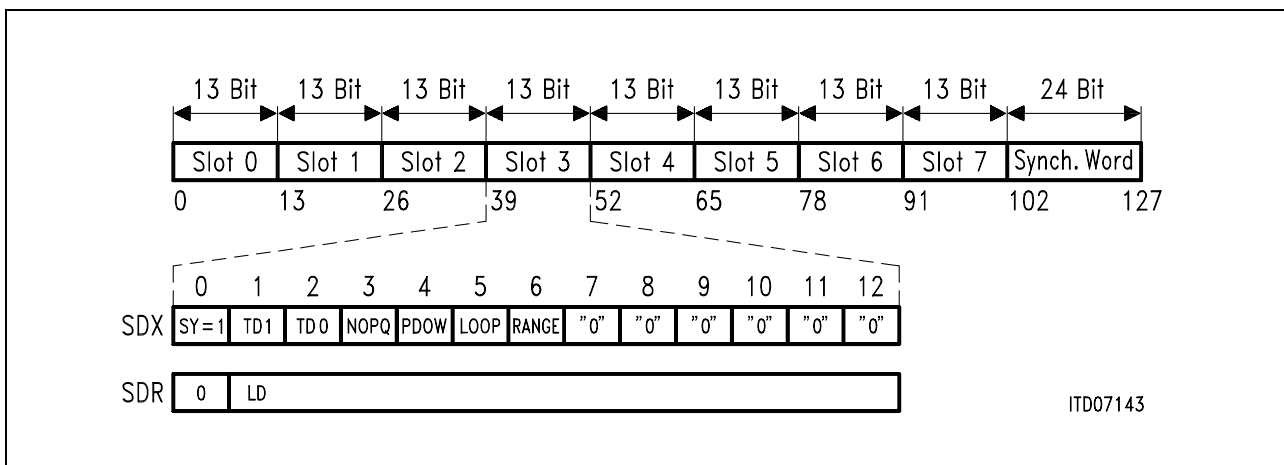 13 Bit 13 Bit 13 Bit 13 Bit 13 Bit 13 Bit 13 Bit 13 Bit 24 Bit
Slot 0 Slot 1 Slot 2 Slot 3 Slot 4 Slot 5 Slot 6 Slot 7 Synch. Word
0 13 26 39 52 65 78 91 102 127
0 1 2 3 4 5 6 7 8 9 10 11 12
SDX SY=1 TD1 TD0 NOPQ PDOW LOOP RANGE "0" "0" "0" "0" "0" "0"
SDR 0 LD
ITD07143